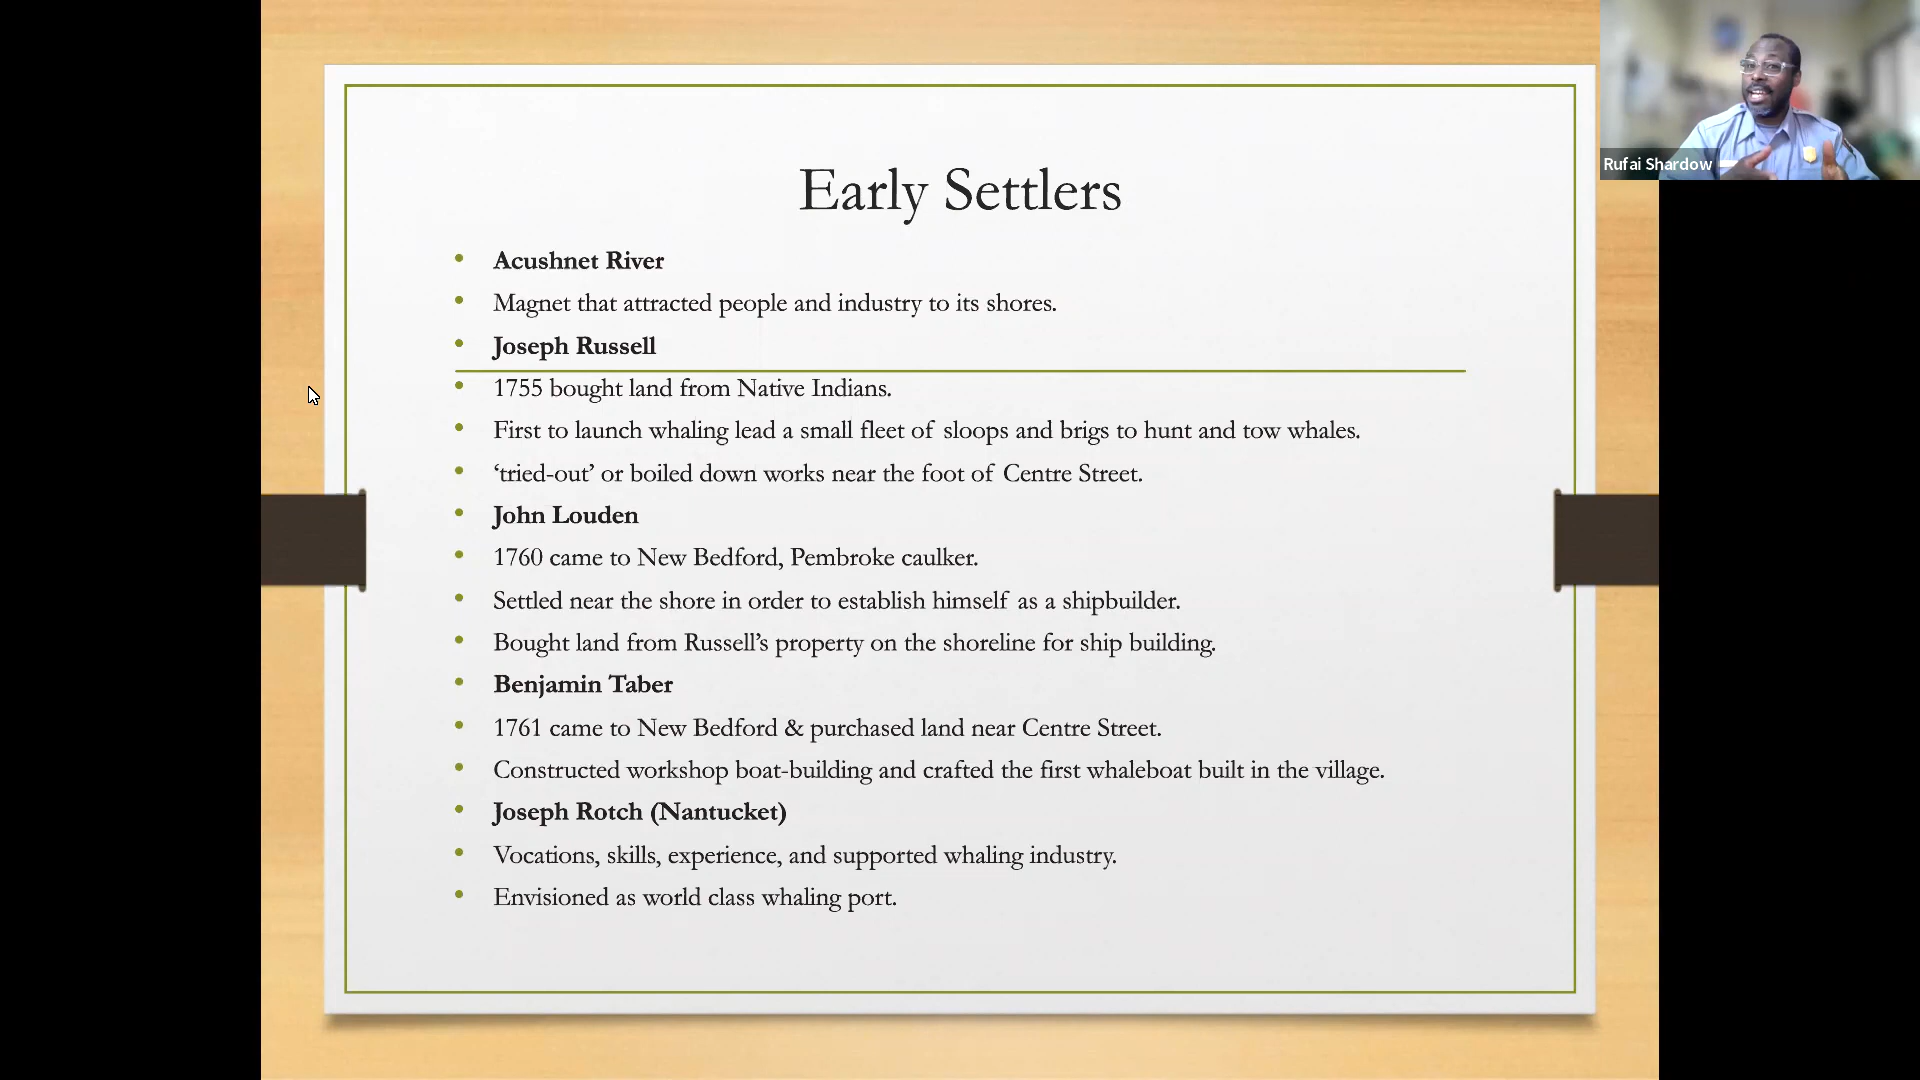 Rufai Shardow
Early Settlers
• Acushnet River
• Magnet that attracted people and industry to its shores.
• Joseph Russell
• 1755 bought land from Native Indians.
• First to launch whaling lead a small fleet of sloops and brigs to hunt and tow whales.
• ‘tried-out’ or boiled down works near the foot of Centre Street.
• John Louden
• 1760 came to New Bedford, Pembroke caulker.
• Settled near the shore in order to establish himself as a shipbuilder.
• Bought land from Russell’s property on the shoreline for ship building.
• Benjamin Taber
• 1761 came to New Bedford & purchased land near Centre Street.
• Constructed workshop boat-building and crafted the first whaleboat built in the village.
• Joseph Rotch (Nantucket)
• Vocations, skills, experience, and supported whaling industry.
• Envisioned as world class whaling port.